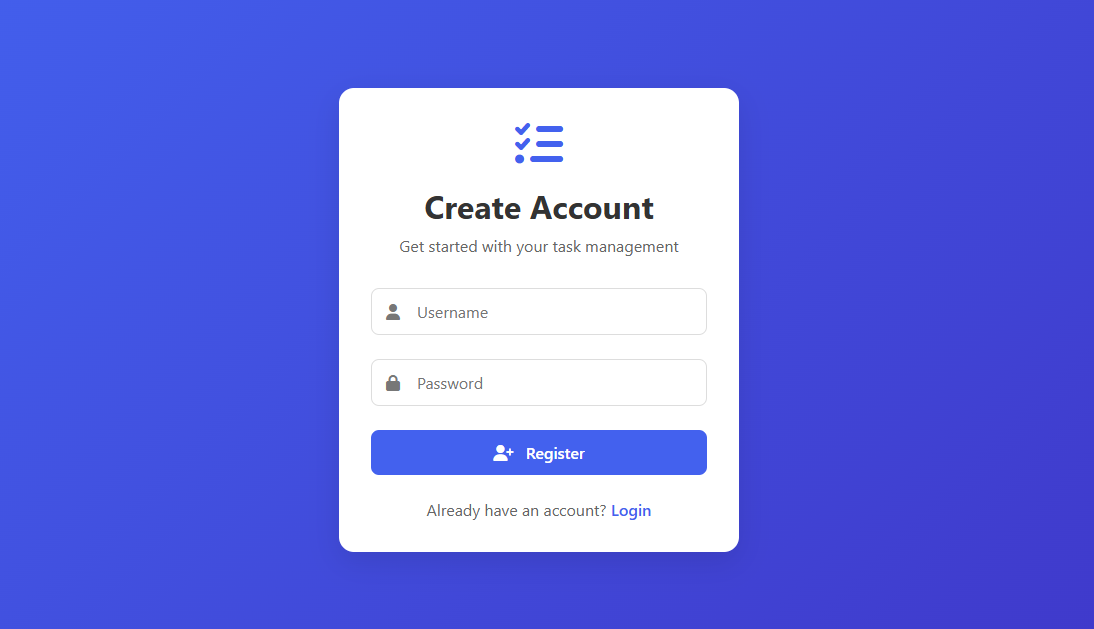 Create Account
Get started with your task management
Username
Password
Register
Already have an account? Login